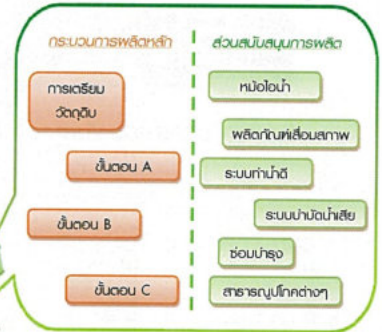 กระบวนการผลิตหลัก
การเตรียม
วัตถุดิบ
ขั้นตอน A
ขั้นตอน B
ขั้นตอน C
ส่วนสนับสนุนการผลิต
หม้อไอน้ำ
ผลิตภัณฑ์เสื่อมสภาพ
ระบบทำน้ำดี
ระบบบำบัดน้ำเสีย
ซ่อมบำรุง
สาธารณูปโภคต่างๆ